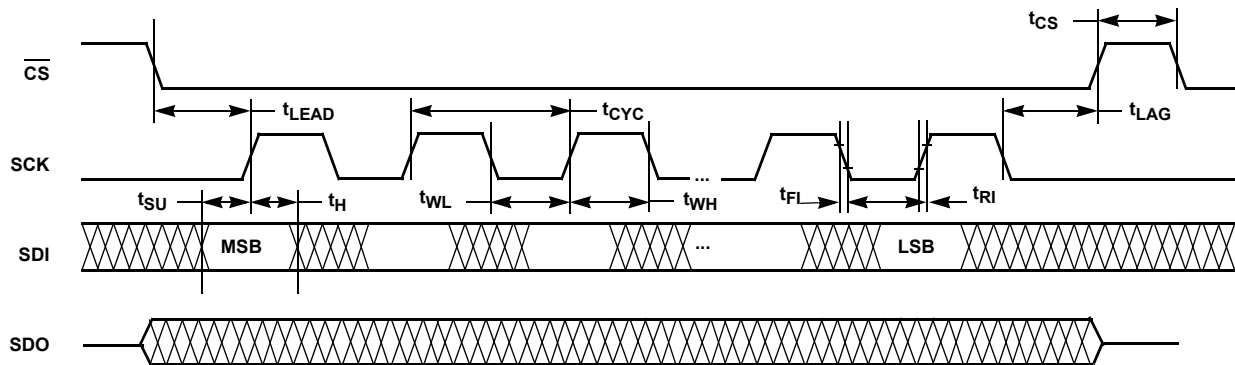 tCS
CS
tLEAD
tCYC
tLAG
SCK
...
tSU
tH
tWL
tWH
tFI
tRI
SDI
MSB
...
LSB
SDO